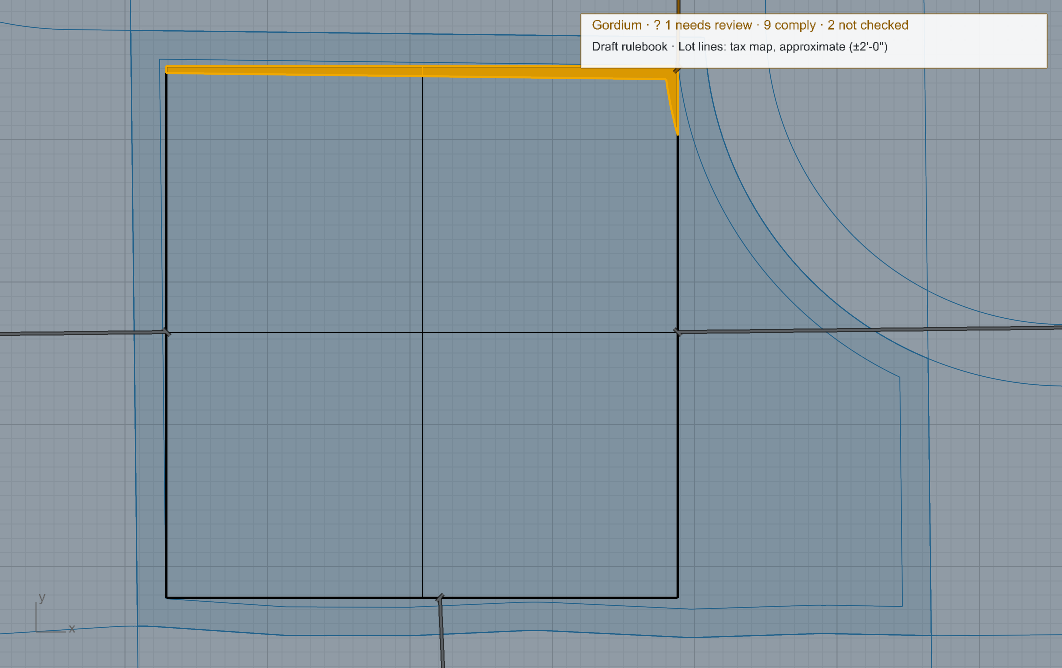 Gordium · ? 1 needs review · 9 comply · 2 not checked
Draft rulebook · Lot lines: tax map, approximate (±2'-0")
y
x